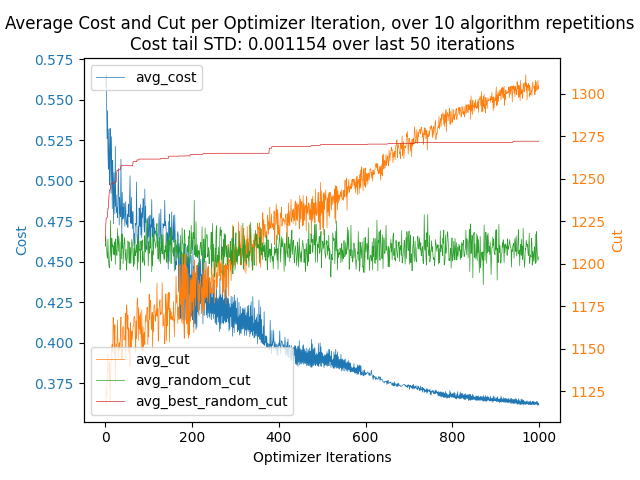 Average Cost and Cut per Optimizer Iteration, over 10 algorithm repetitions
Cost tail STD: 0.001154 over last 50 iterations
avg_cost
0.575
0.550
0.525
0.500
0.475
0.450
0.425
0.400
0.375
Cost
1300
1275
1250
1225
1200
1175
1150
1125
Cut
avg_cut
avg_random_cut
avg_best_random_cut
0
200
400
600
800
1000
Optimizer Iterations